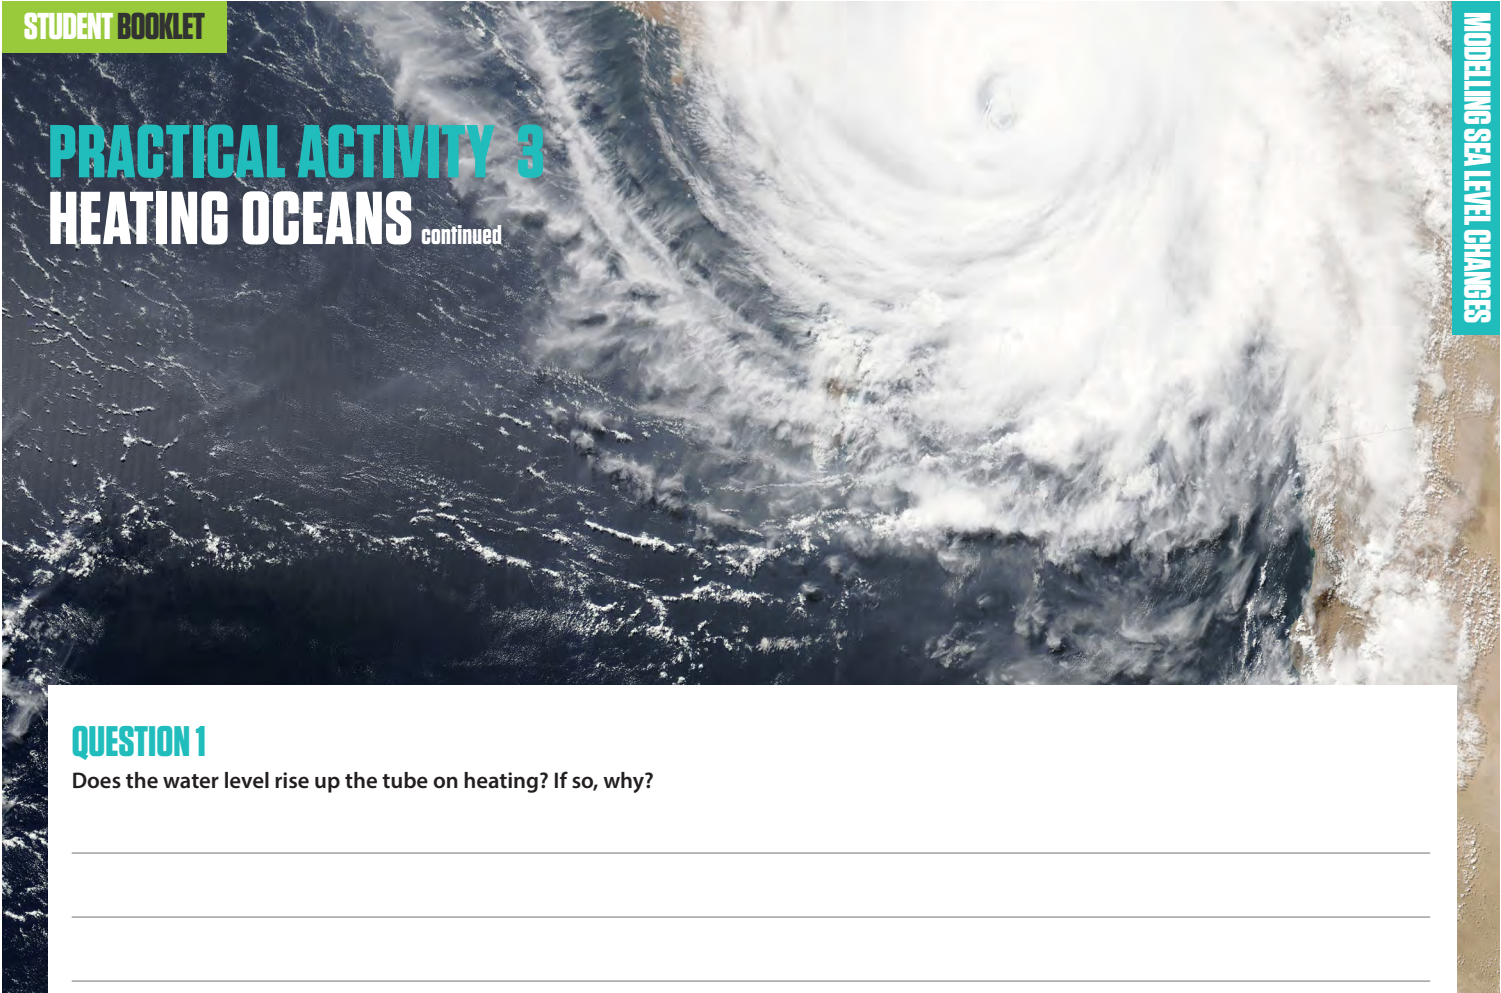 STUDENT BOOKLET
MODELLING SEA LEVEL CHANGES
PRACTICAL ACTIVITY 3
HEATING OCEANS continued
QUESTION 1
Does the water level rise up the tube on heating? If so, why?